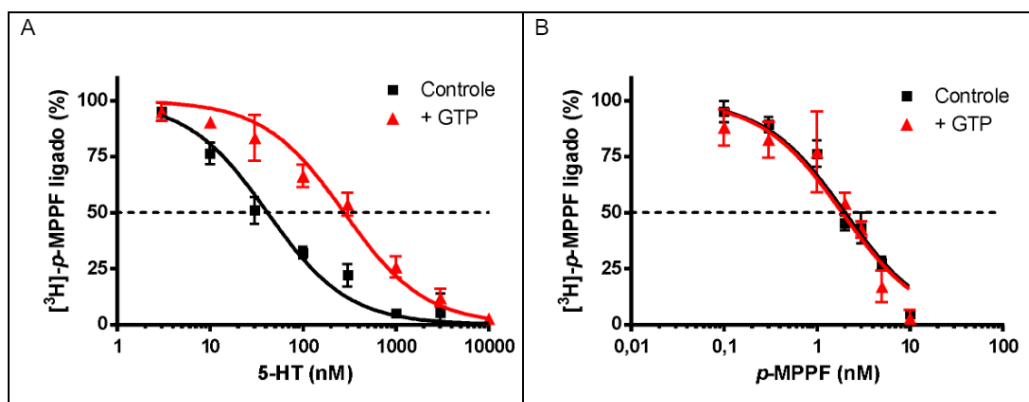 A
[³H]-p-MPPF ligado (%)
100
75
50
25
0
Controle
+ GTP
1
10
100
1000
10000
5-HT (nM)
B
[³H]-p-MPPF ligado (%)
100
75
50
25
0
Controle
+ GTP
0,01
0,1
1
10
100
p-MPPF (nM)